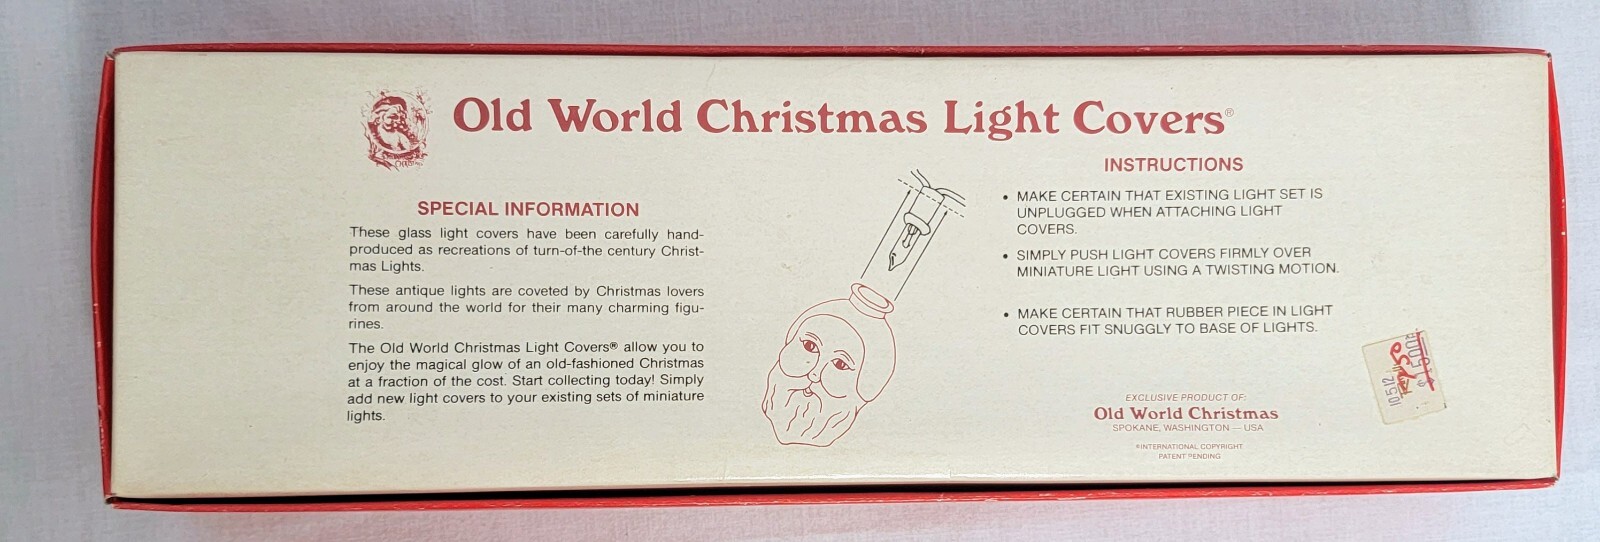 Old World Christmas Light Covers®
SPECIAL INFORMATION
These glass light covers have been carefully hand-
produced as recreations of turn-of-the century Christ-
mas Lights.
These antique lights are coveted by Christmas lovers
from around the world for their many charming figu-
rines.
The Old World Christmas Light Covers® allow you to
enjoy the magical glow of an old-fashioned Christmas
at a fraction of the cost. Start collecting today! Simply
add new light covers to your existing sets of miniature
lights.
INSTRUCTIONS
• MAKE CERTAIN THAT EXISTING LIGHT SET IS
UNPLUGGED WHEN ATTACHING LIGHT
COVERS.
• SIMPLY PUSH LIGHT COVERS FIRMLY OVER
MINIATURE LIGHT USING A TWISTING MOTION.
• MAKE CERTAIN THAT RUBBER PIECE IN LIGHT
COVERS FIT SNUGGLY TO BASE OF LIGHTS.
EXCLUSIVE PRODUCT OF:
Old World Christmas
SPOKANE, WASHINGTON — USA
©INTERNATIONAL COPYRIGHT
PATENT PENDING
10512